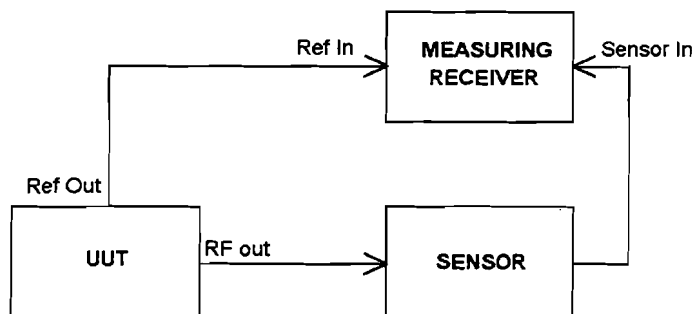 Ref In
MEASURING
RECEIVER
Sensor In
Ref Out
UUT
RF out
SENSOR